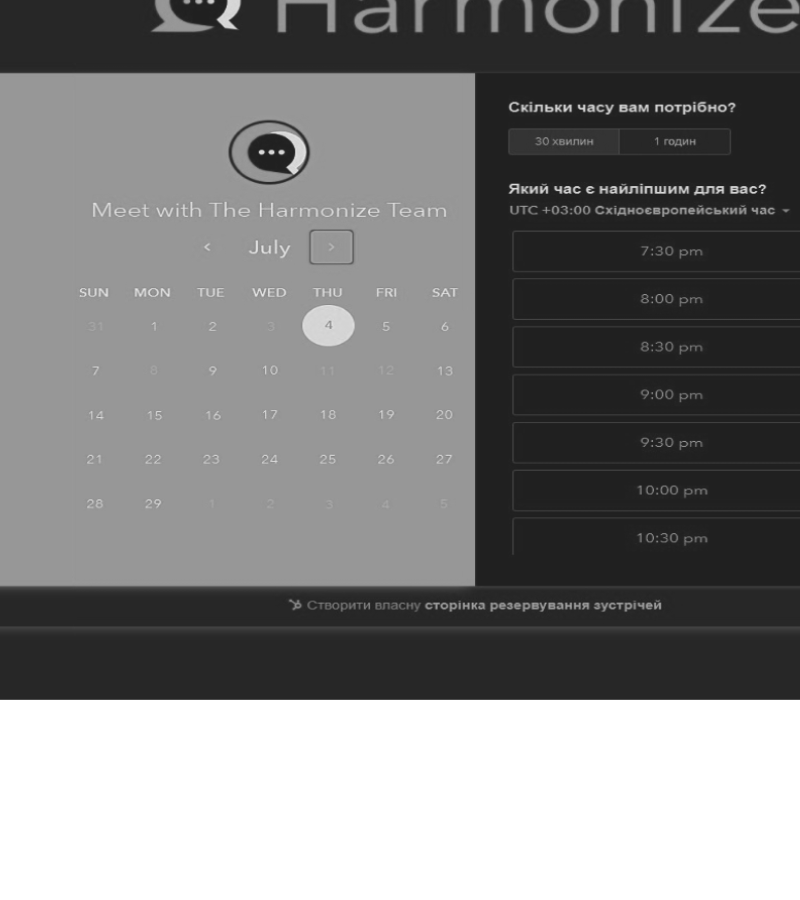 Harmonize
Meet with The Harmonize Team
< July >
SUN MON TUE WED THU FRI SAT
31 1 2 3 4 5 6
7 8 9 10 11 12 13
14 15 16 17 18 19 20
21 22 23 24 25 26 27
28 29 1 2 3 4 5
Скільки часу вам потрібно?
30 хвилин 1 годин
Який час є найліпшим для вас?
UTC +03:00 Східноєвропейський час
7:30 pm
8:00 pm
8:30 pm
9:00 pm
9:30 pm
10:00 pm
10:30 pm
Створити власну сторінка резервування зустрічей